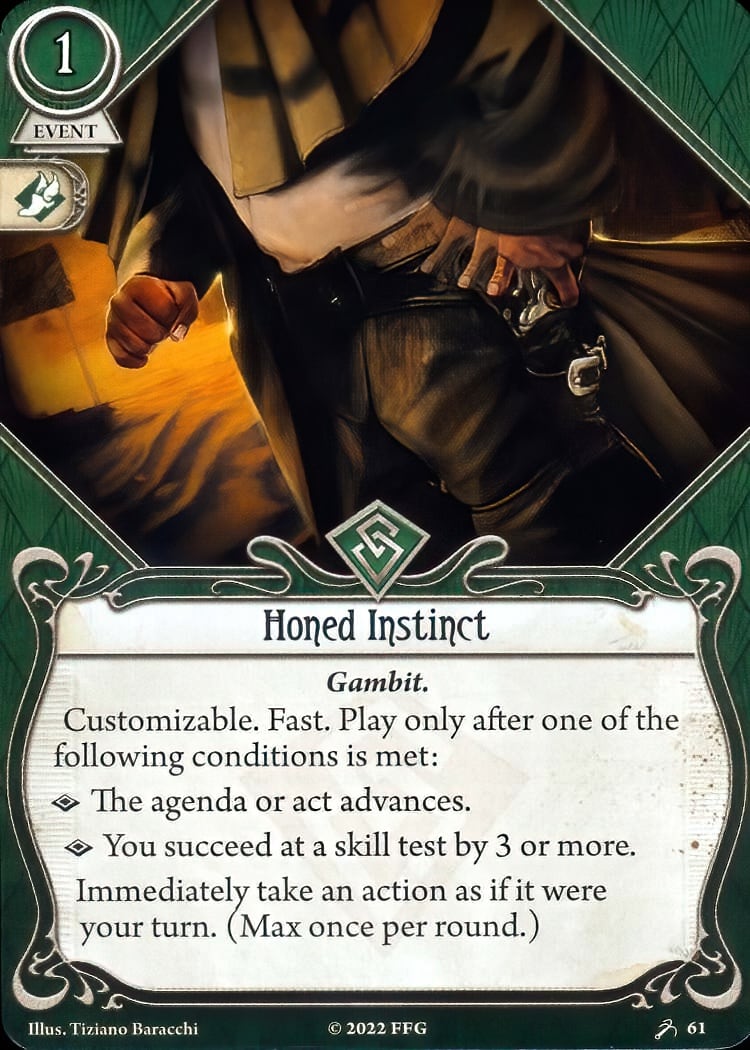 1
EVENT
Honed Instinct
Gambit.
Customizable. Fast. Play only after one of the
following conditions is met:
The agenda or act advances.
You succeed at a skill test by 3 or more.
Immediately take an action as if it were
your turn. (Max once per round.)
Illus. Tiziano Baracchi
© 2022 FFG
61